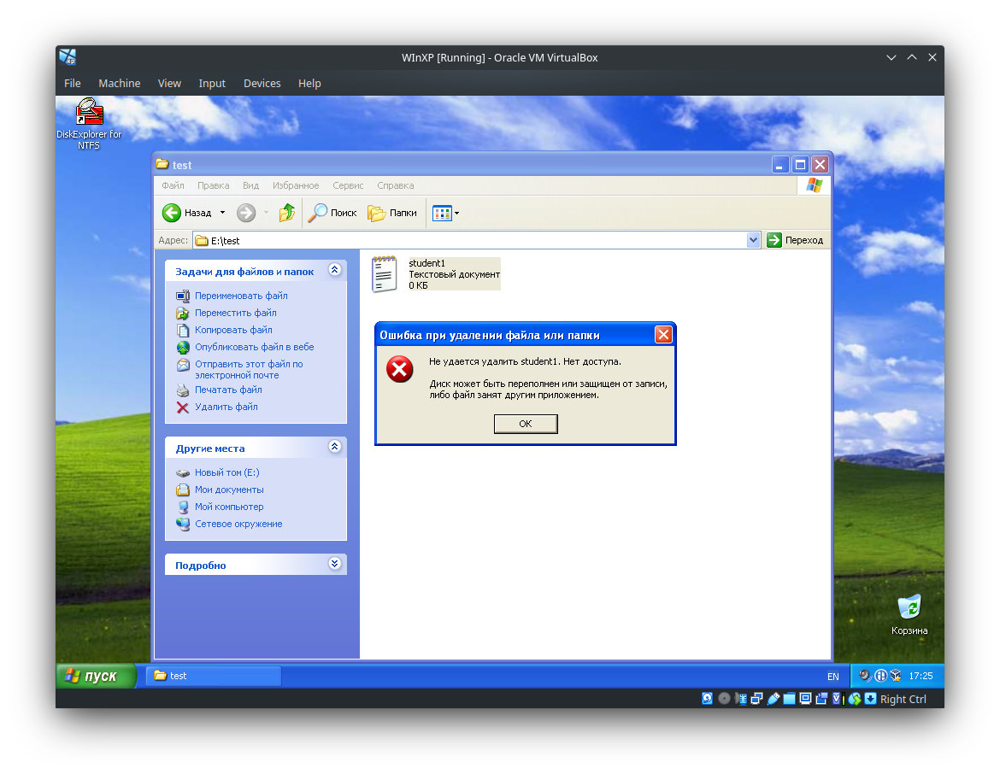 WInXP [Running] - Oracle VM VirtualBox
File Machine View Input Devices Help
DiskExplorer for
NTFS
test
Файл Правка Вид Избранное Сервис Справка
Назад Поиск Папки
Адрес: E:\test Переход
Задачи для файлов и папок
Переименовать файл
Переместить файл
Копировать файл
Опубликовать файл в вебе
Отправить этот файл по
электронной почте
Печатать файл
Удалить файл
Другие места
Новый том (E:)
Мои документы
Мой компьютер
Сетевое окружение
Подробно
student1
Текстовый документ
0 КБ
Ошибка при удалении файла или папки
Не удается удалить student1. Нет доступа.
Диск может быть переполнен или защищен от записи,
либо файл занят другим приложением.
ОК
Корзина
пуск test EN 17:25
Right Ctrl